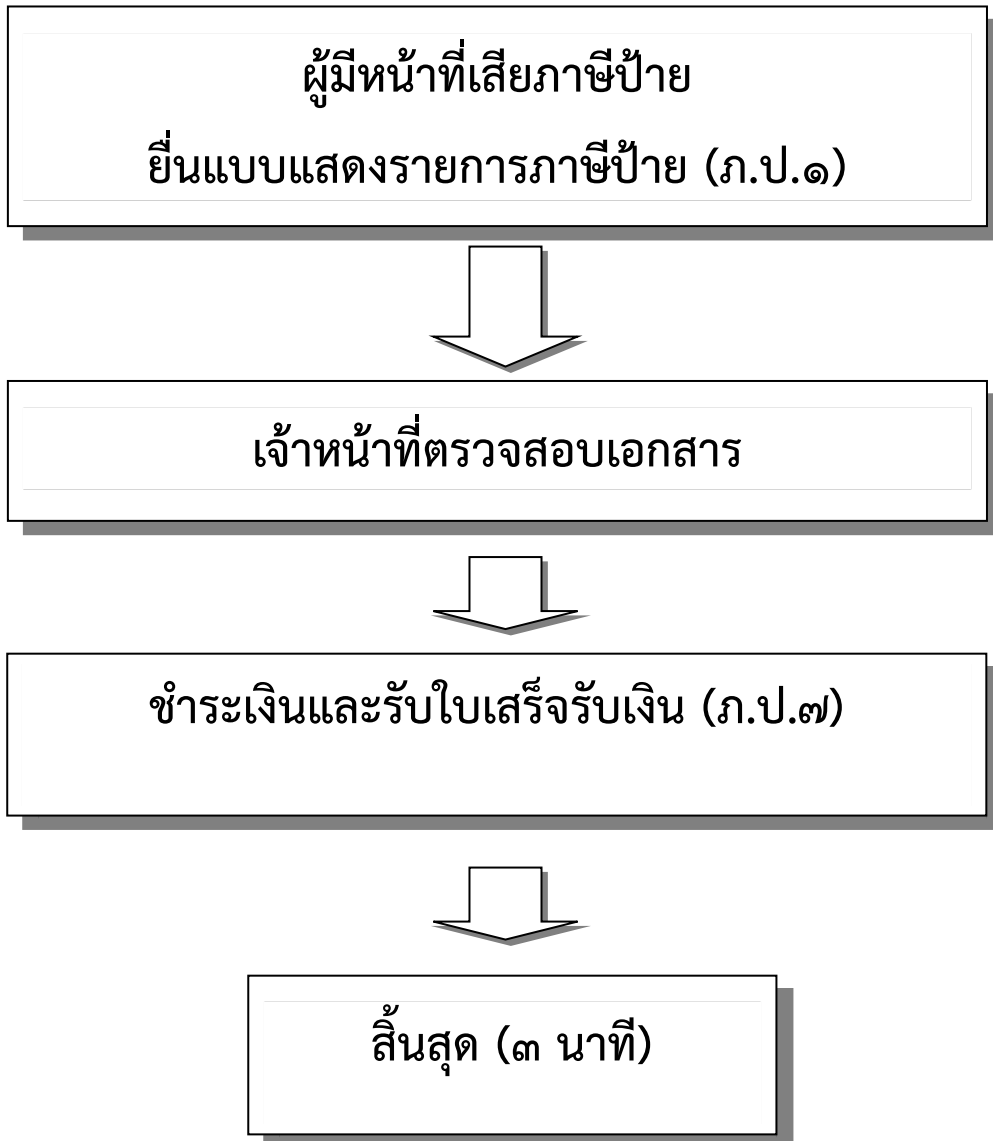 ผู้มีหน้าที่เสียภาษีป้าย
ยื่นแบบแสดงรายการภาษีป้าย (ภ.ป.๑)
เจ้าหน้าที่ตรวจสอบเอกสาร
ชำระเงินและรับใบเสร็จรับเงิน (ภ.ป.๗)
สิ้นสุด (๓ นาที)